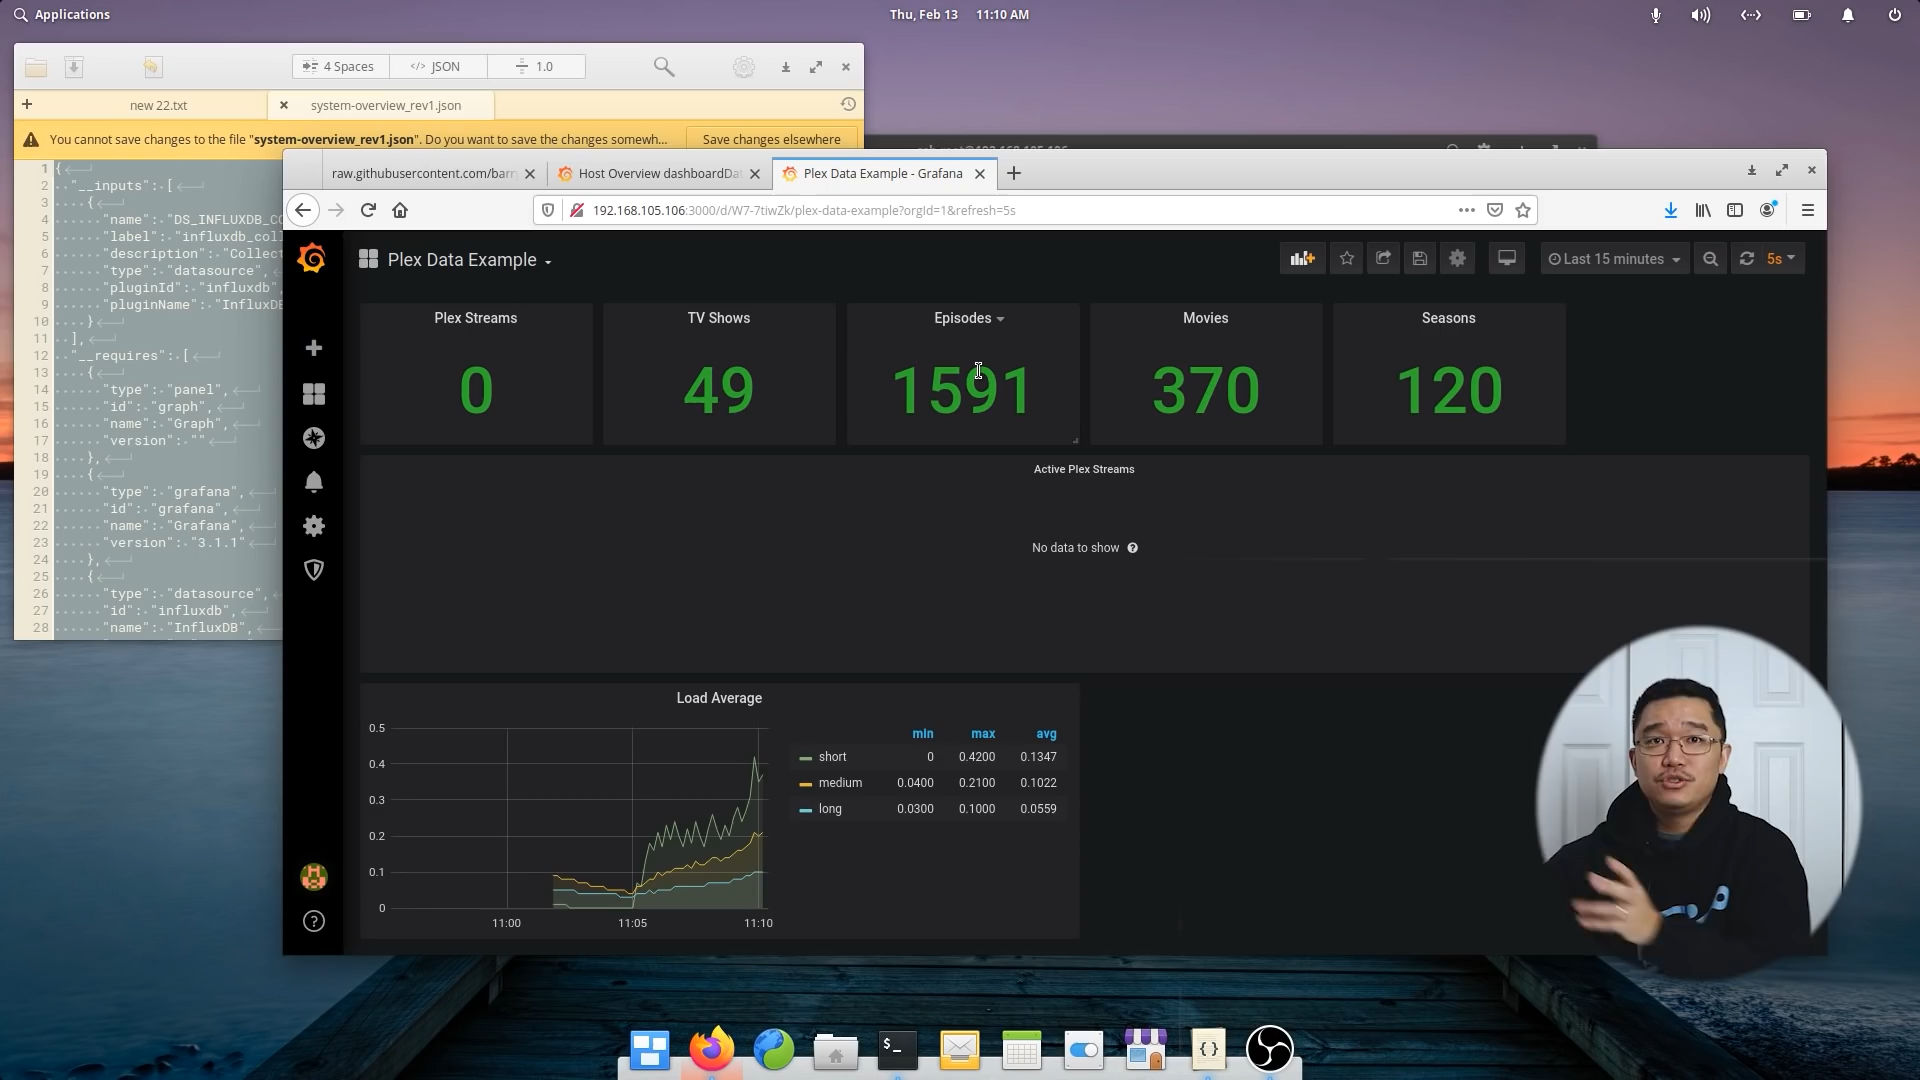 Applications
Thu, Feb 13 11:10 AM
4 Spaces
</> JSON
1.0
new 22.txt
system-overview_rev1.json
You cannot save changes to the file "system-overview_rev1.json". Do you want to save the changes somewh...
Save changes elsewhere
1 {
2 .. "__inputs":·[
3 ....{
4 ......"name":·"DS_INFLUXDB_CO
5 ......"label":·"influxdb_coll
6 ......"description":·"Collect
7 ......"type":·"datasource",
8 ......"pluginId":·"influxdb",
9 ......"pluginName":·"InfluxDB
10 ....}
11 ..],
12 .."__requires":·[
13 ....{
14 ......"type":·"panel",
15 ......"id":·"graph",
16 ......"name":·"Graph",
17 ......"version":·""
18 ....},
19 ....{
20 ......"type":·"grafana",
21 ......"id":·"grafana",
22 ......"name":·"Grafana",
23 ......"version":·"3.1.1"
24 ....},
25 ....{
26 ......"type":·"datasource",
27 ......"id":·"influxdb",
28 ......"name":·"InfluxDB",
raw.githubusercontent.com/barr
Host Overview dashboardDat
Plex Data Example - Grafana
192.168.105.106:3000/d/W7-7tiwZk/plex-data-example?orgId=1&refresh=5s
Plex Data Example
Last 15 minutes
5s
Plex Streams
0
TV Shows
49
Episodes
1591
Movies
370
Seasons
120
Active Plex Streams
No data to show
Load Average
0.5
0.4
0.3
0.2
0.1
0
11:00
11:05
11:10
min max avg
short 0 0.4200 0.1347
medium 0.0400 0.2100 0.1022
long 0.0300 0.1000 0.0559